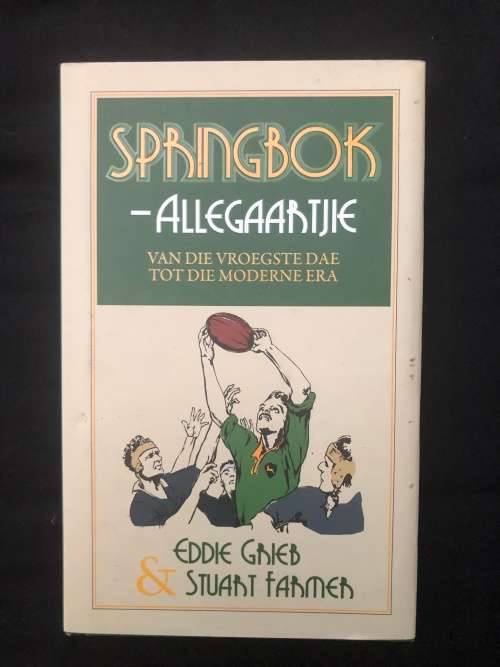 SPRINGBOK
–ALLEGAARTJIE
VAN DIE VROEGSTE DAE
TOT DIE MODERNE ERA
EDDIE GRIEB
& STUART FARMER